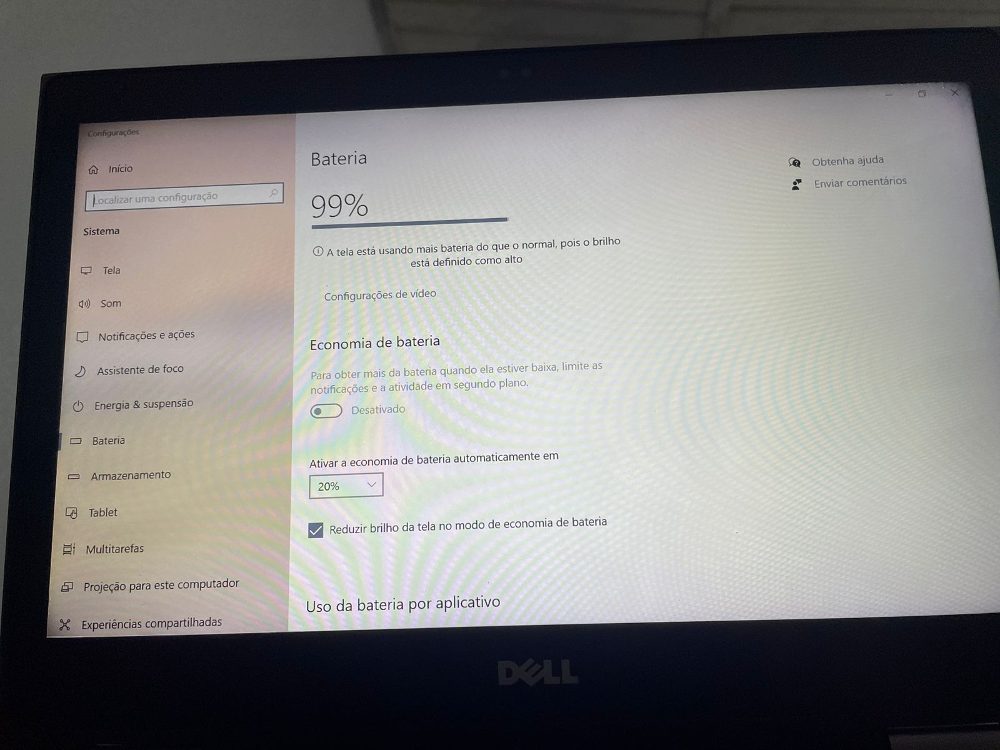 Configurações
Início
Localizar uma configuração
Sistema
Tela
Som
Notificações e ações
Assistente de foco
Energia & suspensão
Bateria
Armazenamento
Tablet
Multitarefas
Projeção para este computador
Experiências compartilhadas
Bateria
99%
A tela está usando mais bateria do que o normal, pois o brilho
está definido como alto
Configurações de vídeo
Economia de bateria
Para obter mais da bateria quando ela estiver baixa, limite as
notificações e a atividade em segundo plano.
Desativado
Ativar a economia de bateria automaticamente em
20%
Reduzir brilho da tela no modo de economia de bateria
Uso da bateria por aplicativo
Obtenha ajuda
Enviar comentários
DELL